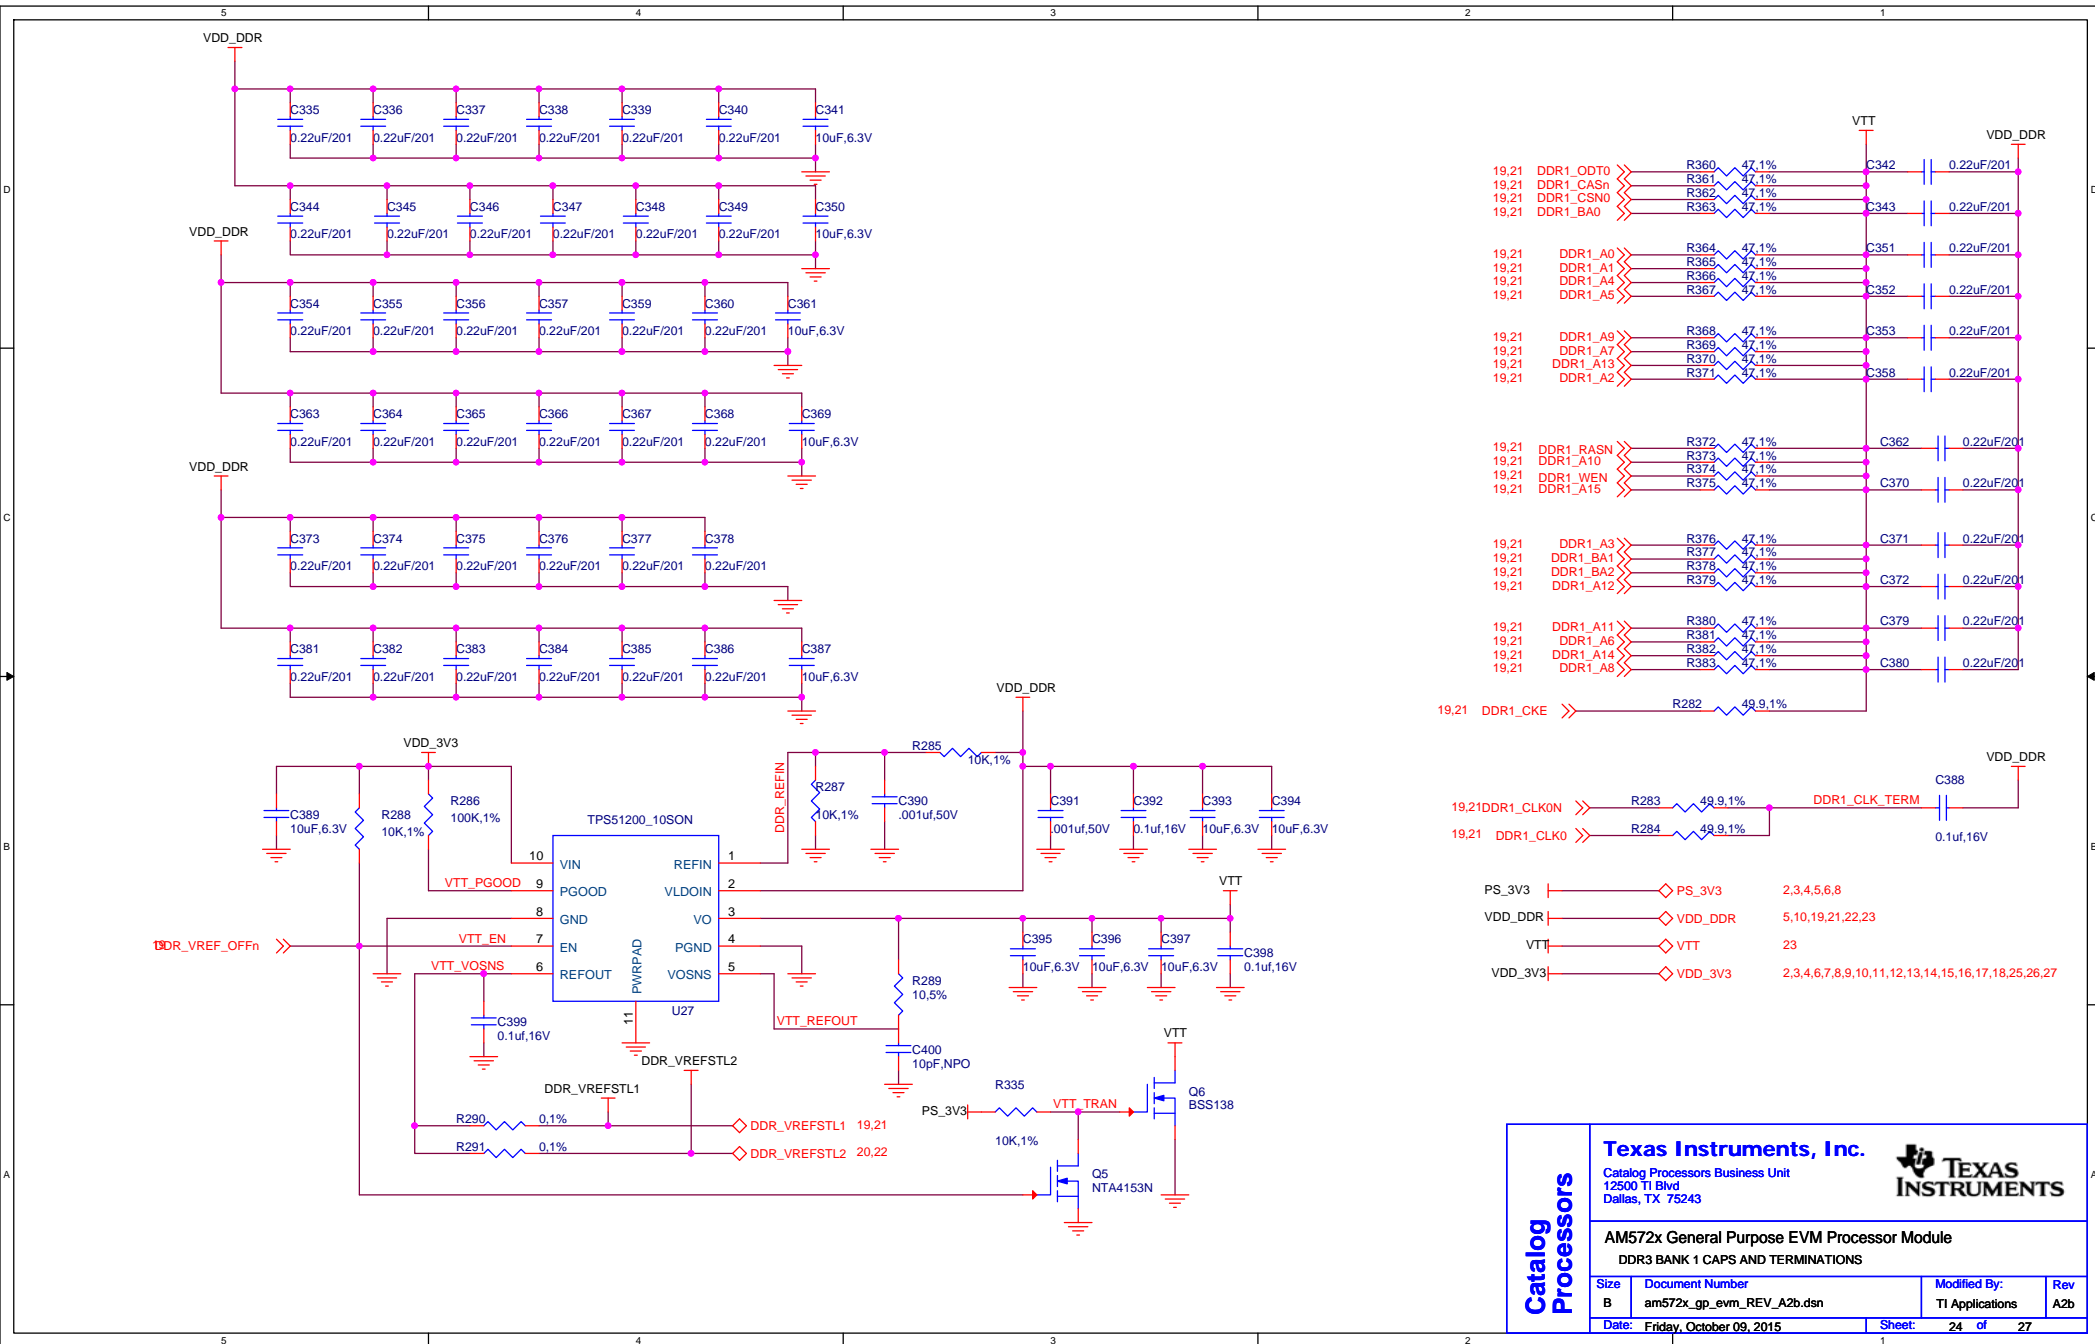 5 4 3 2 1
VDD_DDR
C335 C336 C337 C338 C339 C340 C341
0.22uF/201 0.22uF/201 0.22uF/201 0.22uF/201 0.22uF/201 0.22uF/201 10uF,6.3V
D D
C344 C345 C346 C347 C348 C349 C350
VDD_DDR
0.22uF/201 0.22uF/201 0.22uF/201 0.22uF/201 0.22uF/201 0.22uF/201 10uF,6.3V
C354 C355 C356 C357 C359 C360 C361
0.22uF/201 0.22uF/201 0.22uF/201 0.22uF/201 0.22uF/201 0.22uF/201 10uF,6.3V
C363 C364 C365 C366 C367 C368 C369
0.22uF/201 0.22uF/201 0.22uF/201 0.22uF/201 0.22uF/201 0.22uF/201 10uF,6.3V
VDD_DDR
C C
C373 C374 C375 C376 C377 C378
0.22uF/201 0.22uF/201 0.22uF/201 0.22uF/201 0.22uF/201 0.22uF/201
C381 C382 C383 C384 C385 C386 C387
0.22uF/201 0.22uF/201 0.22uF/201 0.22uF/201 0.22uF/201 0.22uF/201 10uF,6.3V
VTT
VDD_DDR
19,21 DDR1_ODT0 R360 47,1% C342 0.22uF/201
19,21 DDR1_CASn R361 47,1%
19,21 DDR1_CSN0 R362 47,1%
19,21 DDR1_BA0 R363 47,1% C343 0.22uF/201
19,21 DDR1_A0 R364 47,1% C351 0.22uF/201
19,21 DDR1_A1 R365 47,1%
19,21 DDR1_A4 R366 47,1%
19,21 DDR1_A5 R367 47,1% C352 0.22uF/201
19,21 DDR1_A9 R368 47,1% C353 0.22uF/201
19,21 DDR1_A7 R369 47,1%
19,21 DDR1_A13 R370 47,1%
19,21 DDR1_A2 R371 47,1% C358 0.22uF/201
19,21 DDR1_RASN R372 47,1% C362 0.22uF/201
19,21 DDR1_A10 R373 47,1%
19,21 DDR1_WEN R374 47,1%
19,21 DDR1_A15 R375 47,1% C370 0.22uF/201
19,21 DDR1_A3 R376 47,1% C371 0.22uF/201
19,21 DDR1_BA1 R377 47,1%
19,21 DDR1_BA2 R378 47,1%
19,21 DDR1_A12 R379 47,1% C372 0.22uF/201
19,21 DDR1_A11 R380 47,1% C379 0.22uF/201
19,21 DDR1_A6 R381 47,1%
19,21 DDR1_A14 R382 47,1%
19,21 DDR1_A8 R383 47,1% C380 0.22uF/201
19,21 DDR1_CKE R282 49.9,1%
VDD_DDR
C388
19,21 DDR1_CLK0N R283 49.9,1% DDR1_CLK_TERM
19,21 DDR1_CLK0 R284 49.9,1% 0.1uf,16V
B B
PS_3V3 PS_3V3 2,3,4,5,6,8
VDD_DDR VDD_DDR 5,10,19,21,22,23
VTT VTT 23
VDD_3V3 VDD_3V3 2,3,4,6,7,8,9,10,11,12,13,14,15,16,17,18,25,26,27
VDD_DDR
VDD_3V3
R285
10K,1%
DDR_REFIN
C389
10uF,6.3V
R288
10K,1%
R286
100K,1%
R287
10K,1%
C390
.001uf,50V
C391 C392 C393 C394
.001uf,50V 0.1uf,16V 10uF,6.3V 10uF,6.3V
TPS51200_10SON
10 VIN REFIN 1
VTT_PGOOD 9 PGOOD VLDOIN 2
VTT
8 GND VO 3
19 DDR_VREF_OFFn VTT_EN 7 EN PGND 4
VTT_VOSNS 6 REFOUT VOSNS 5
PWRPAD
11
U27
C395 C396 C397 C398
10uF,6.3V 10uF,6.3V 10uF,6.3V 0.1uf,16V
R289
10,5%
VTT_REFOUT
C399
0.1uf,16V
C400
10pF,NPO
DDR_VREFSTL2
DDR_VREFSTL1
R290 0,1% DDR_VREFSTL1 19,21
R291 0,1% DDR_VREFSTL2 20,22
VTT
R335
PS_3V3 VTT_TRAN
10K,1%
Q6
BSS138
Q5
NTA4153N
A A
Catalog
Processors
Texas Instruments, Inc.
Catalog Processors Business Unit
12500 TI Blvd
Dallas, TX 75243
TEXAS
INSTRUMENTS
AM572x General Purpose EVM Processor Module
DDR3 BANK 1 CAPS AND TERMINATIONS
Size Document Number Modified By: Rev
B am572x_gp_evm_REV_A2b.dsn TI Applications A2b
Date: Friday, October 09, 2015 Sheet: 24 of 27
5 4 3 2 1